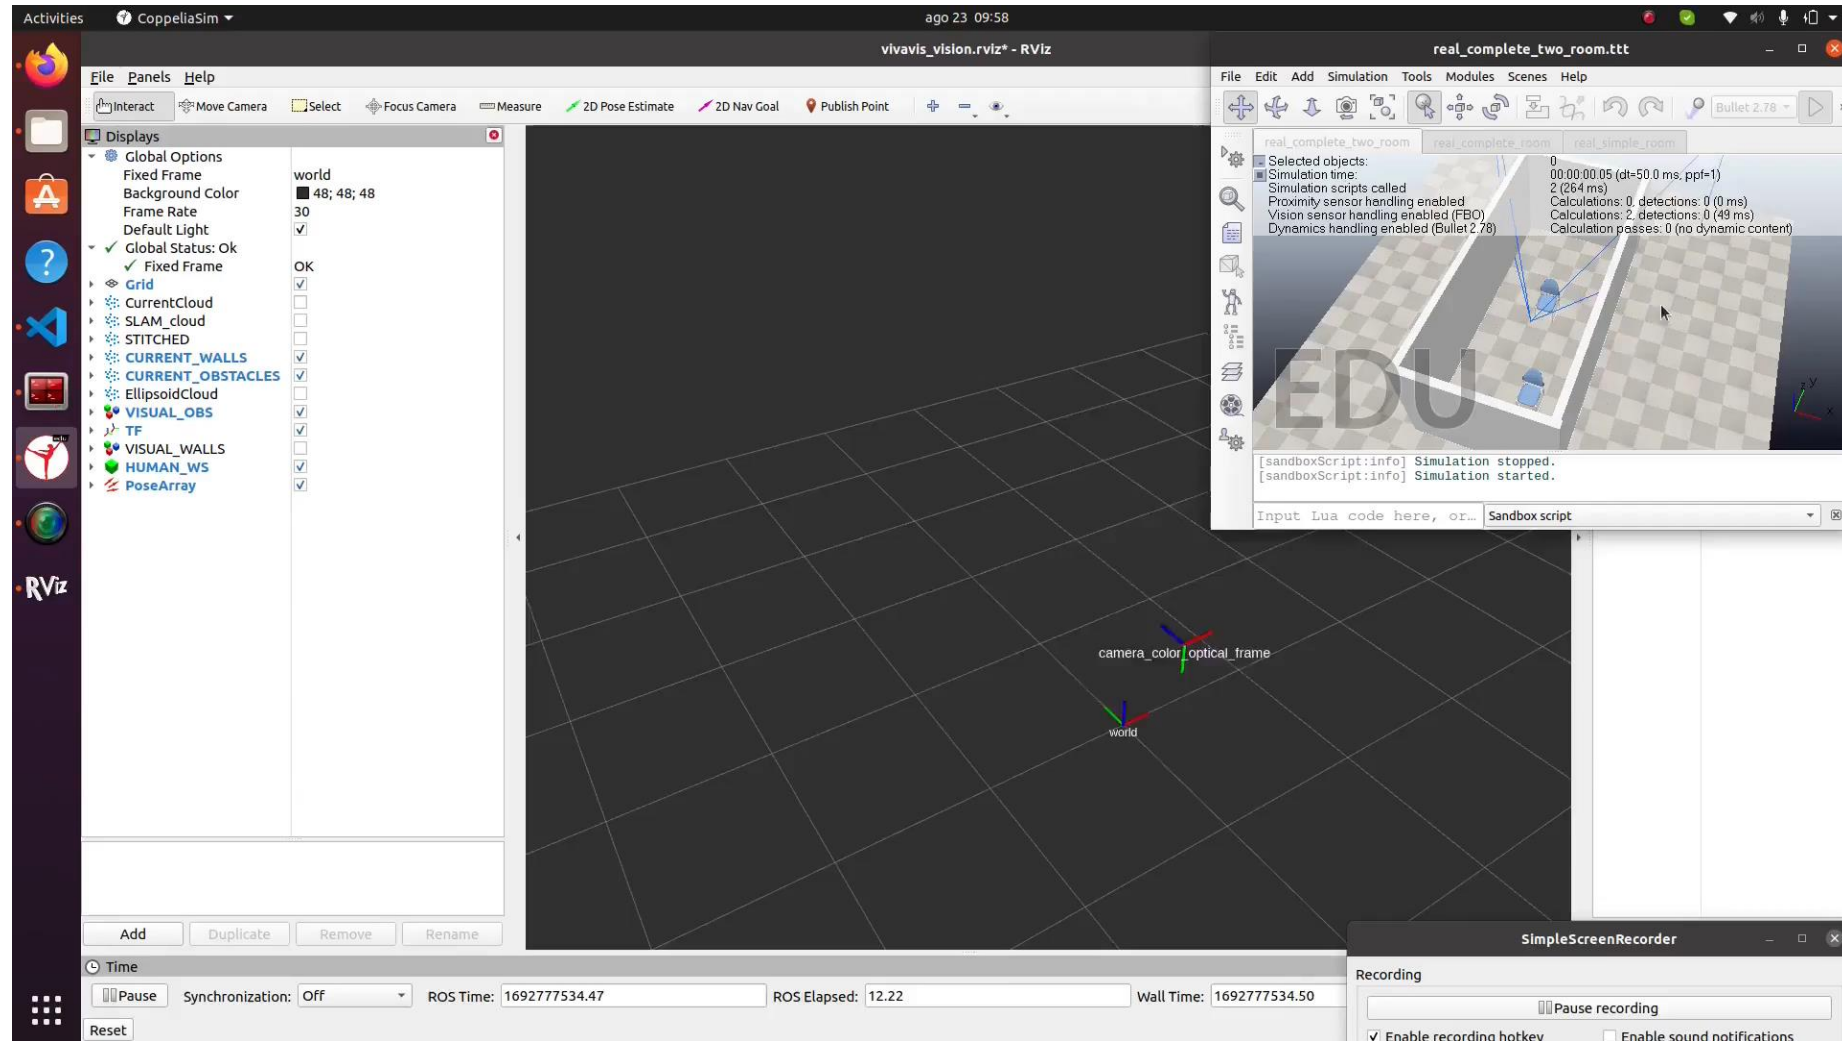 Activities
CoppeliaSim
ago 23 09:58
vivavis_vision.rviz* - RViz
File Panels Help
Interact Move Camera Select Focus Camera Measure 2D Pose Estimate 2D Nav Goal Publish Point
Displays
Global Options
Fixed Frame world
Background Color 48; 48; 48
Frame Rate 30
Default Light
Global Status: Ok
Fixed Frame OK
Grid
CurrentCloud
SLAM_cloud
STITCHED
CURRENT_WALLS
CURRENT_OBSTACLES
EllipsoidCloud
VISUAL_OBS
TF
VISUAL_WALLS
HUMAN_WS
PoseArray
RViz
Add Duplicate Remove Rename
camera_color_optical_frame
world
real_complete_two_room.ttt
File Edit Add Simulation Tools Modules Scenes Help
Bullet 2.78
real_complete_two_room real_complete_room real_simple_room
Selected objects: 0
Simulation time: 00:00:00.05 (dt=50.0 ms, ppf=1)
Simulation scripts called 2 (264 ms)
Proximity sensor handling enabled Calculations: 0, detections: 0 (0 ms)
Vision sensor handling enabled (FBO) Calculations: 2, detections: 0 (49 ms)
Dynamics handling enabled (Bullet 2.78) Calculation passes: 0 (no dynamic content)
EDU
y
x
[sandboxScript:info] Simulation stopped.
[sandboxScript:info] Simulation started.
Input Lua code here, or… Sandbox script
Time
Pause Synchronization: Off ROS Time: 1692777534.47 ROS Elapsed: 12.22 Wall Time: 1692777534.50
Reset
SimpleScreenRecorder
Recording
Pause recording
Enable recording hotkey Enable sound notifications